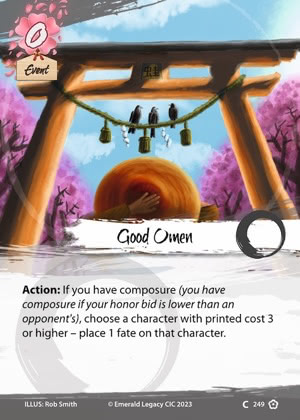 0
Event
Good Omen
Action: If you have composure (you have
composure if your honor bid is lower than an
opponent's), choose a character with printed cost 3
or higher – place 1 fate on that character.
ILLUS: Rob Smith © Emerald Legacy CIC 2023 C 249